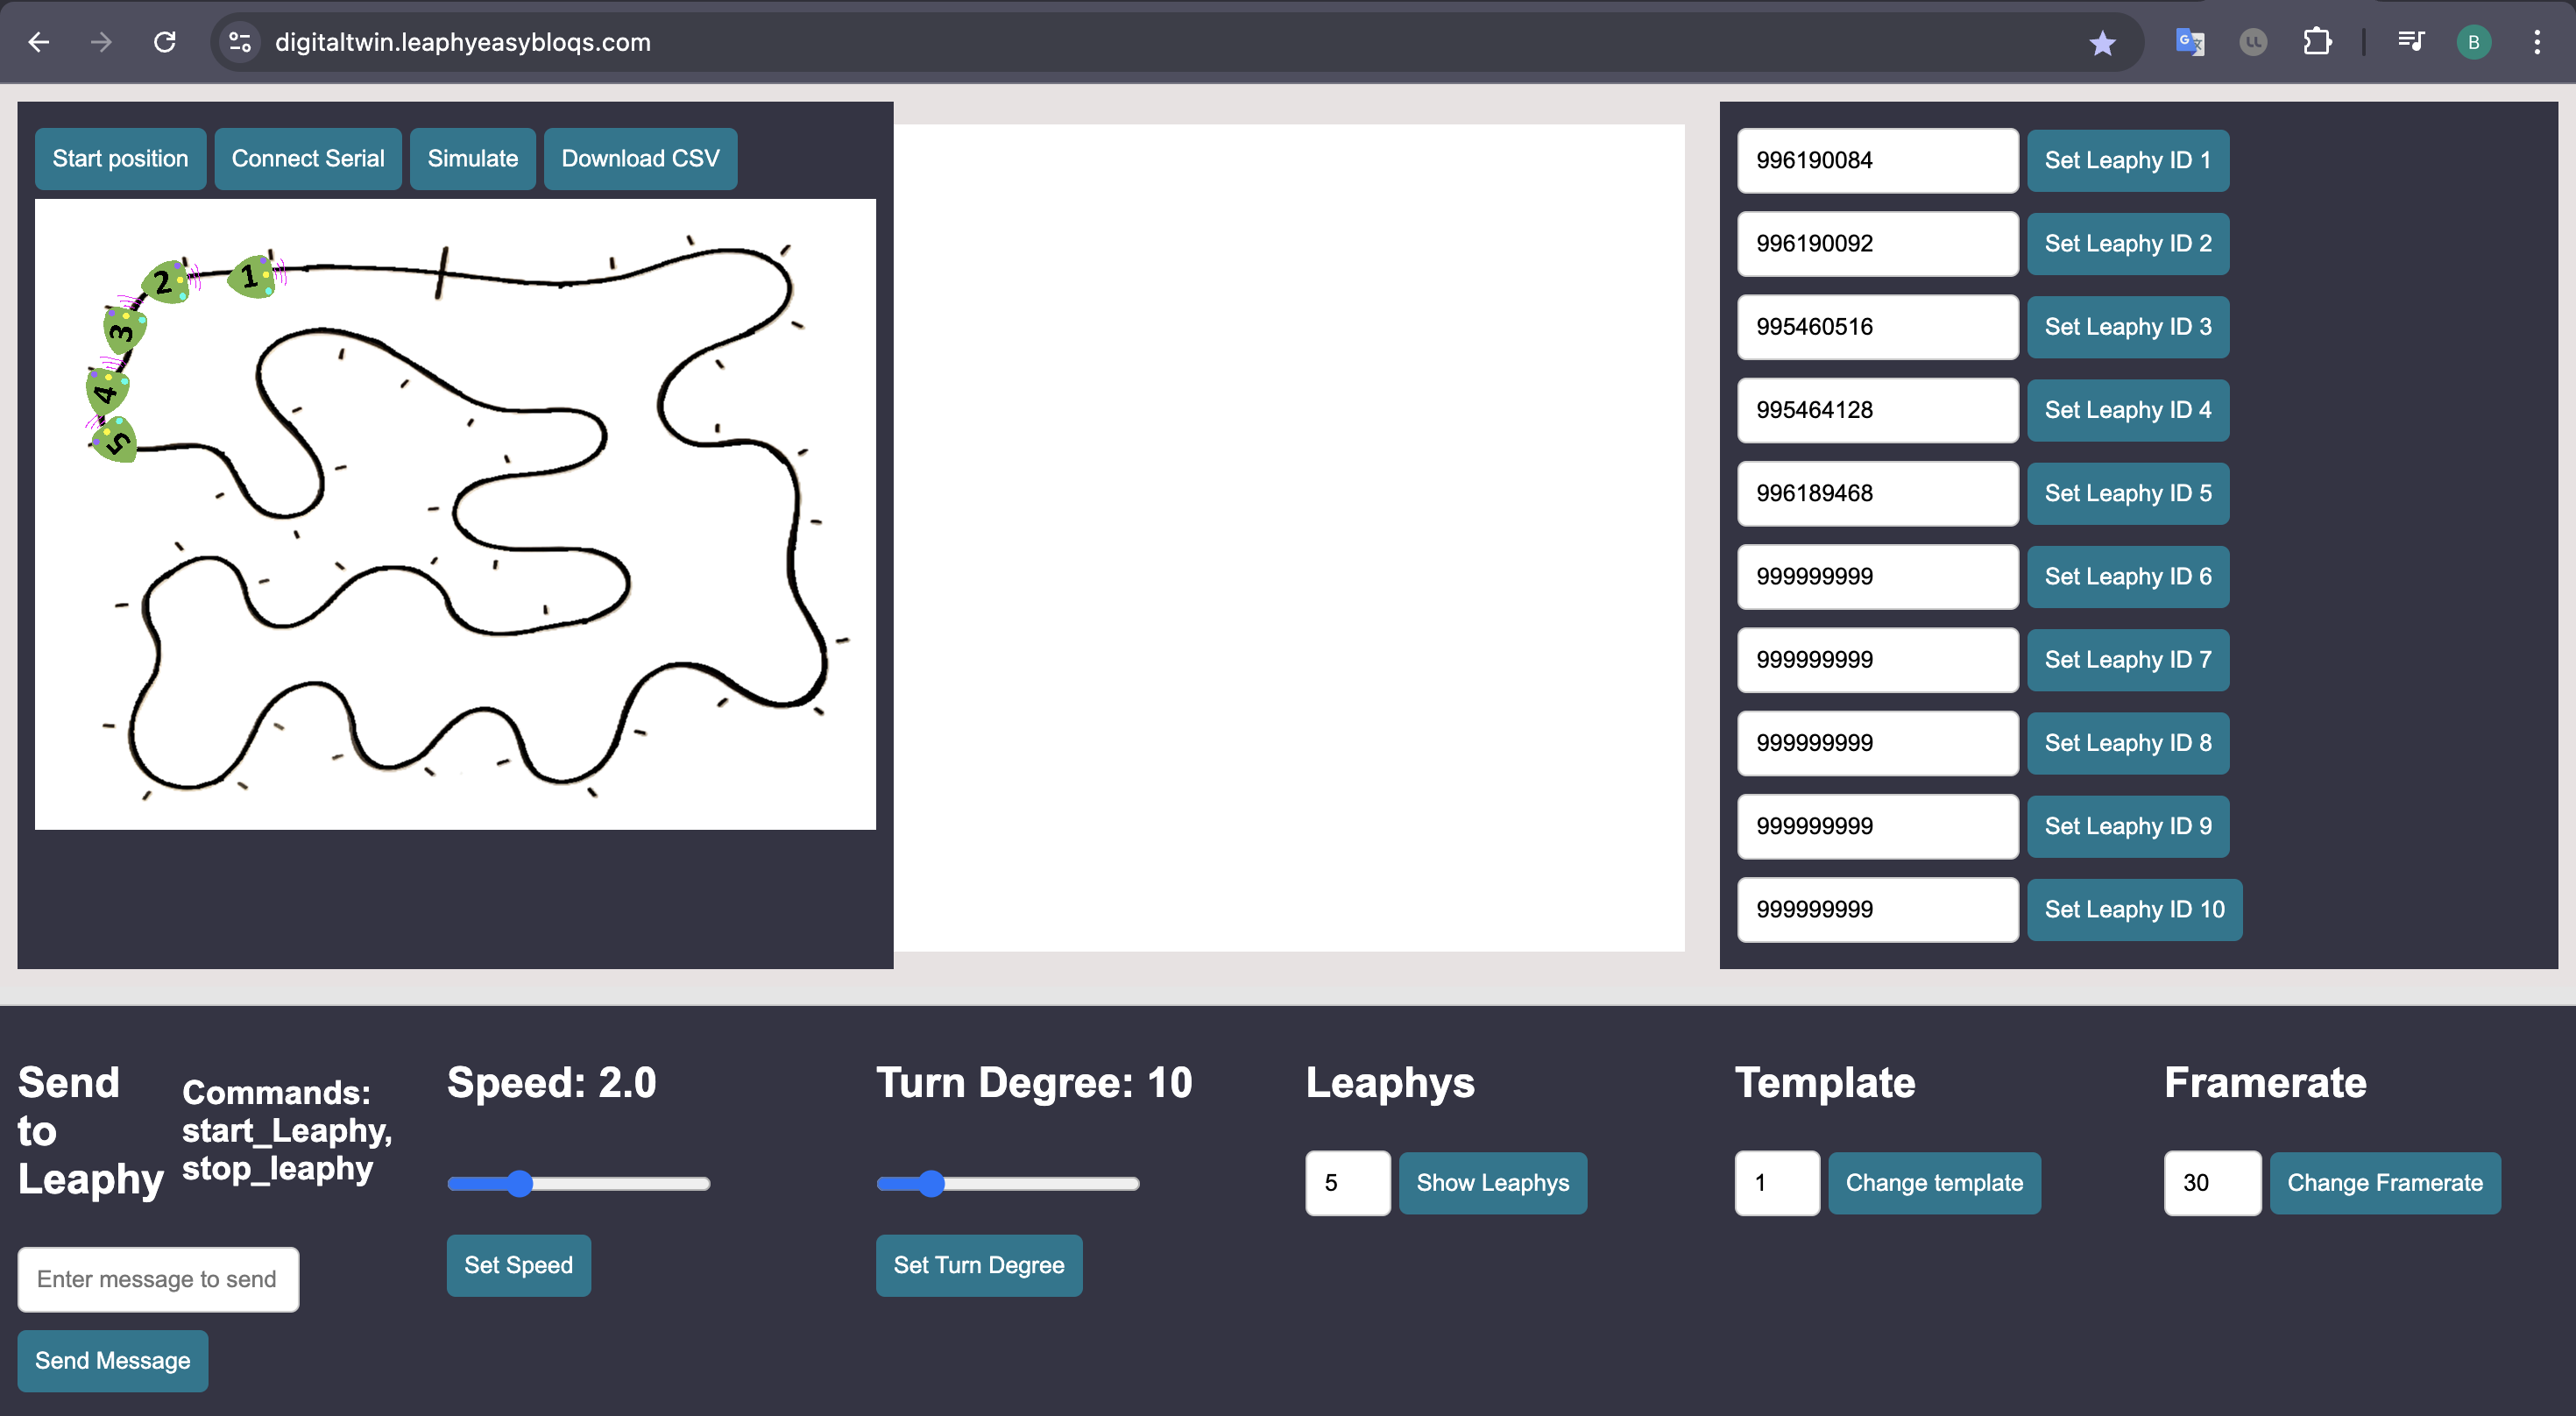 digitaltwin.leaphyeasybloqs.com
B
Start position
Connect Serial
Simulate
Download CSV
1
2
3
4
5
996190084
Set Leaphy ID 1
996190092
Set Leaphy ID 2
995460516
Set Leaphy ID 3
995464128
Set Leaphy ID 4
996189468
Set Leaphy ID 5
999999999
Set Leaphy ID 6
999999999
Set Leaphy ID 7
999999999
Set Leaphy ID 8
999999999
Set Leaphy ID 9
999999999
Set Leaphy ID 10
Send
to
Leaphy
Commands:
start_Leaphy,
stop_leaphy
Enter message to send
Send Message
Speed: 2.0
Set Speed
Turn Degree: 10
Set Turn Degree
Leaphys
5
Show Leaphys
Template
1
Change template
Framerate
30
Change Framerate